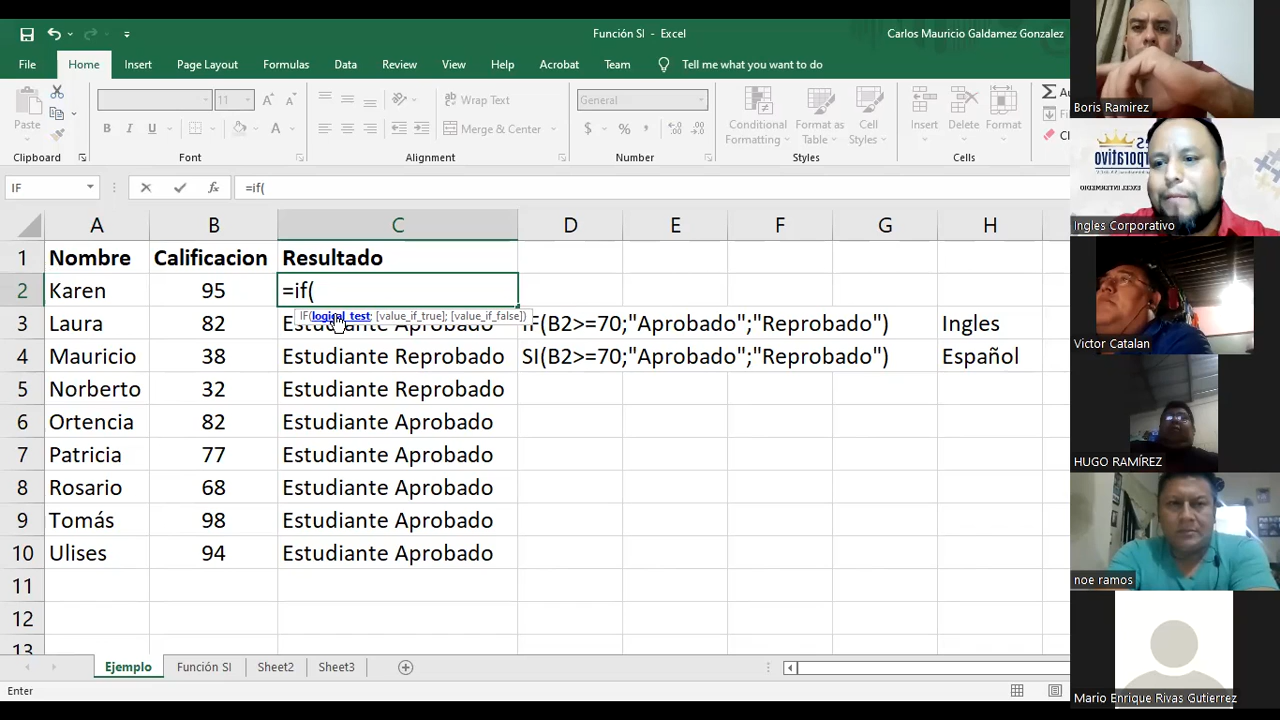 Función SI - Excel
Carlos Mauricio Galdamez Gonzalez
File Home Insert Page Layout Formulas Data Review View Help Acrobat Team Tell me what you want to do
Paste
Wrap Text
Merge & Center
General
Conditional Formatting
Format as Table
Cell Styles
Insert
Delete
Format
Clipboard Font Alignment Number Styles Cells
IF
=if(
A B C D E F G H
1 Nombre Calificacion Resultado
2 Karen 95 =if(
IF(logical_test; [value_if_true]; [value_if_false])
3 Laura 82 Estudiante Aprobado IF(B2>=70;"Aprobado";"Reprobado") Ingles
4 Mauricio 38 Estudiante Reprobado SI(B2>=70;"Aprobado";"Reprobado") Español
5 Norberto 32 Estudiante Reprobado
6 Ortencia 82 Estudiante Aprobado
7 Patricia 77 Estudiante Aprobado
8 Rosario 68 Estudiante Aprobado
9 Tomás 98 Estudiante Aprobado
10 Ulises 94 Estudiante Aprobado
11
12
13
Ejemplo Función SI Sheet2 Sheet3
Enter
Boris Ramirez
EXCEL INTERMEDIO
Ingles Corporativo
Victor Catalan
HUGO RAMÍREZ
noe ramos
Mario Enrique Rivas Gutierrez